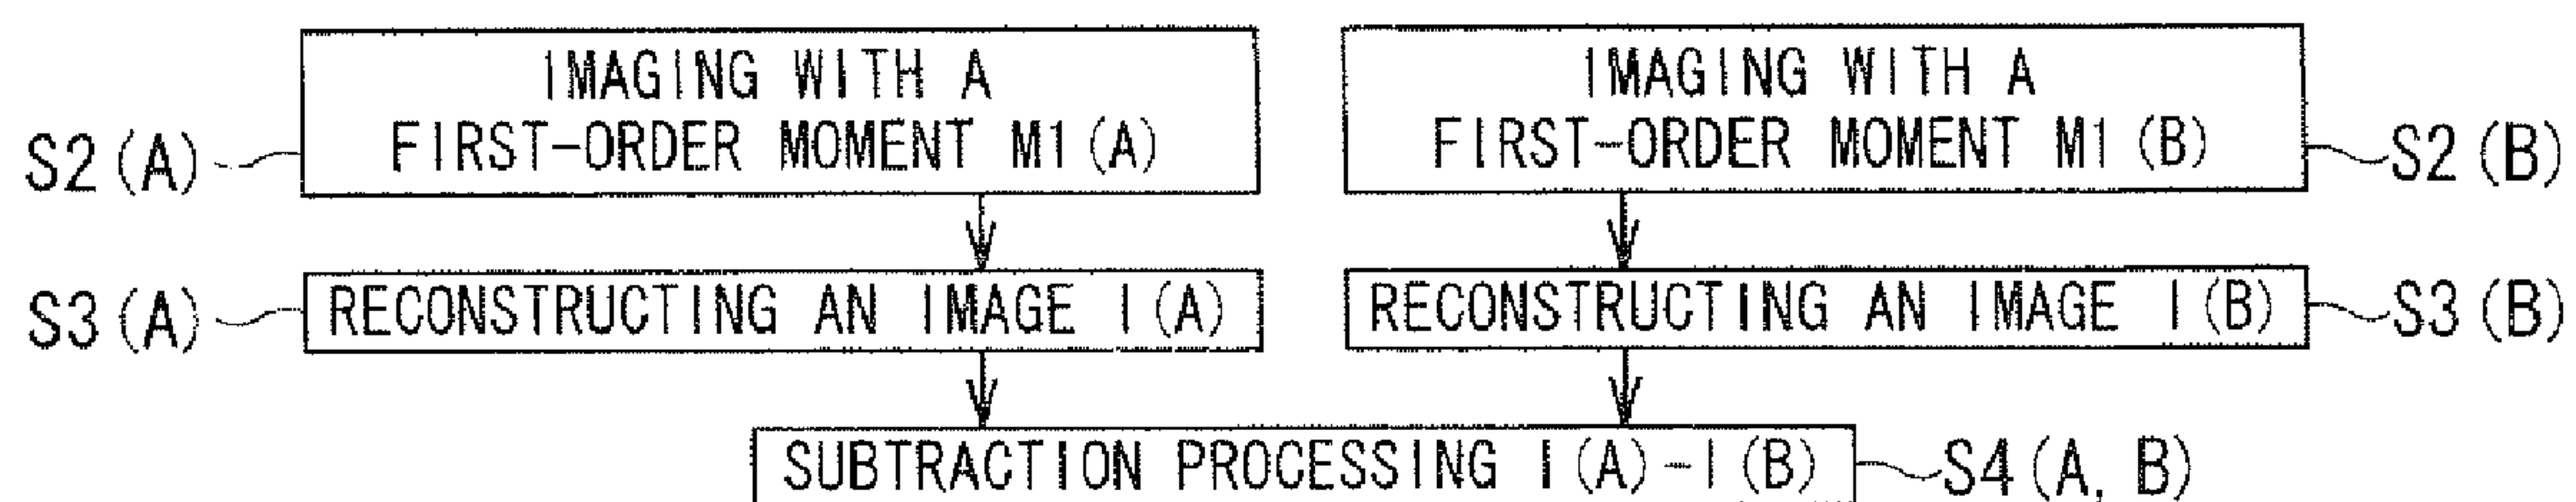 IMAGING WITH A
FIRST-ORDER MOMENT M1(A)
S2(A)
IMAGING WITH A
FIRST-ORDER MOMENT M1(B)
S2(B)
S3(A)
RECONSTRUCTING AN IMAGE I(A)
RECONSTRUCTING AN IMAGE I(B)
S3(B)
SUBTRACTION PROCESSING I(A)-I(B)
S4(A, B)